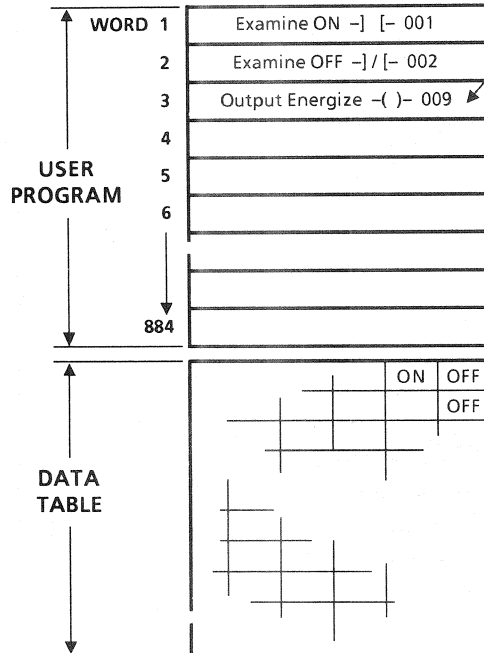 WORD 1 Examine ON –] [– 001
2 Examine OFF –] / [– 002
3 Output Energize –( )– 009
4
5
6
884
USER
PROGRAM
ON OFF
OFF
DATA
TABLE